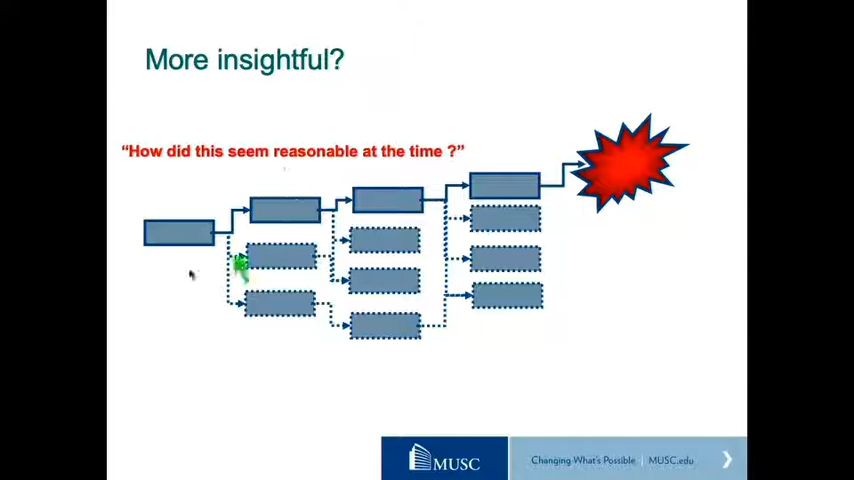 More insightful?
“How did this seem reasonable at the time ?”
MUSC
Changing What's Possible | MUSC.edu